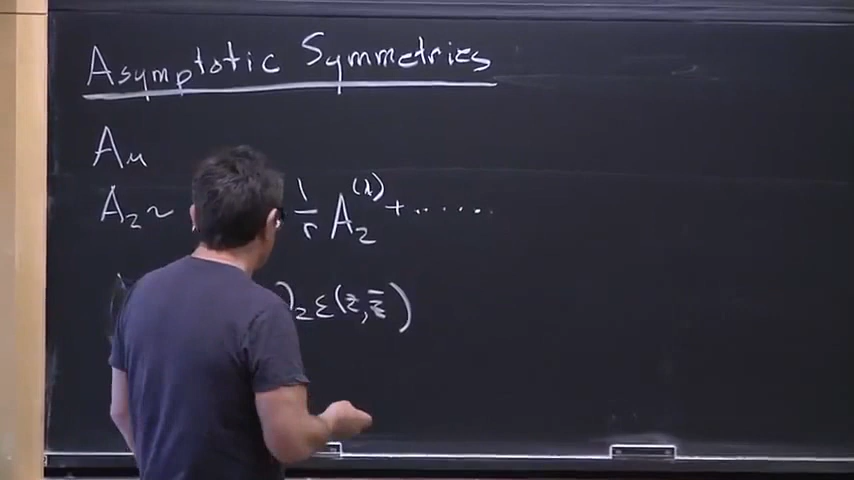 Asymptotic Symmetries
Aμ
A_z ~ 1/r A_z^(1) + ......
∂_z ε(z, z̄)